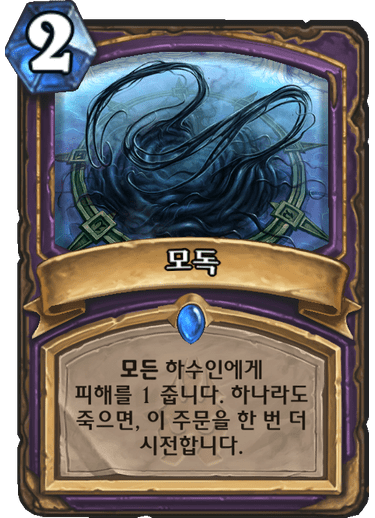 2
모독
모든 하수인에게
피해를 1 줍니다. 하나라도
죽으면, 이 주문을 한 번 더
시전합니다.